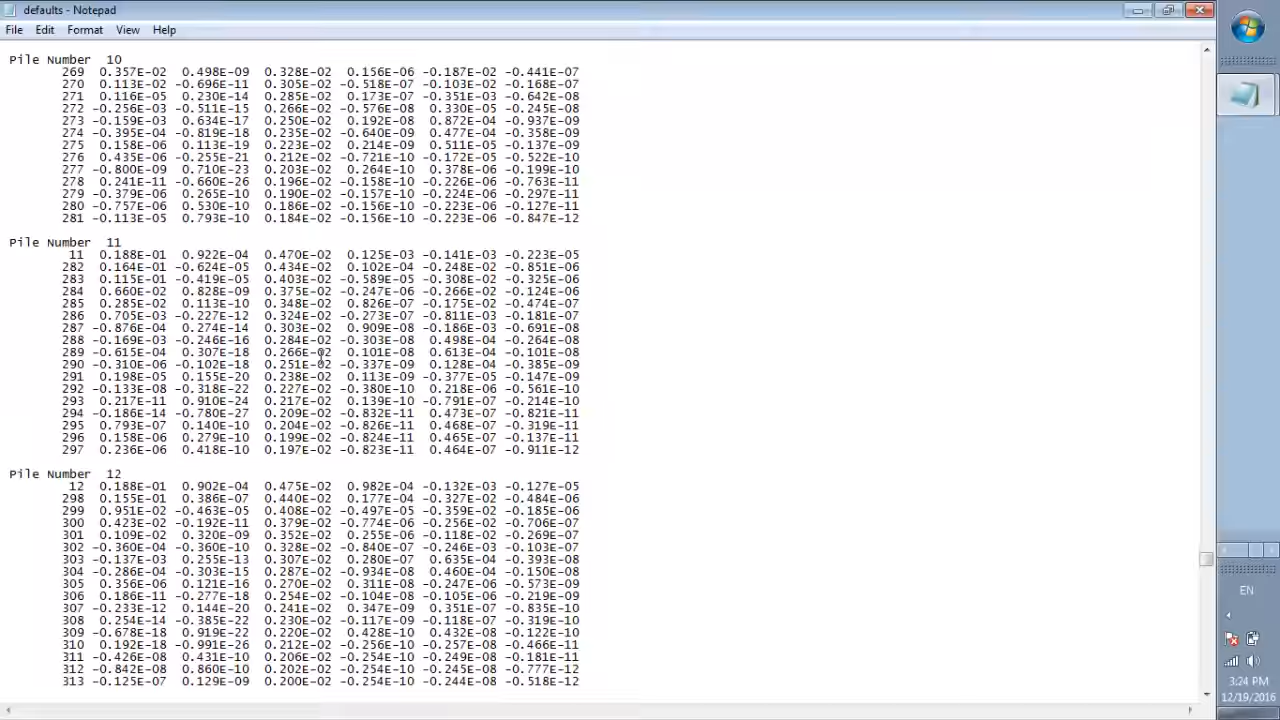 defaults - Notepad
File Edit Format View Help
Pile Number 10
269 0.357E-02 0.498E-09 0.328E-02 0.156E-06 -0.187E-02 -0.441E-07
270 0.113E-02 -0.696E-11 0.305E-02 -0.518E-07 -0.103E-02 -0.168E-07
271 0.116E-05 0.230E-14 0.285E-02 0.173E-07 -0.351E-03 -0.642E-08
272 -0.256E-03 -0.511E-15 0.266E-02 -0.576E-08 0.330E-05 -0.245E-08
273 -0.159E-03 0.634E-17 0.250E-02 0.192E-08 0.872E-04 -0.937E-09
274 -0.395E-04 -0.819E-18 0.235E-02 -0.640E-09 0.477E-04 -0.358E-09
275 0.158E-06 0.113E-19 0.223E-02 0.214E-09 0.511E-05 -0.137E-09
276 0.435E-06 -0.255E-21 0.212E-02 -0.721E-10 -0.172E-05 -0.522E-10
277 -0.800E-09 0.710E-23 0.203E-02 0.264E-10 0.378E-06 -0.199E-10
278 0.241E-11 -0.660E-26 0.196E-02 -0.158E-10 -0.226E-06 -0.763E-11
279 -0.379E-06 0.265E-10 0.190E-02 -0.157E-10 -0.224E-06 -0.297E-11
280 -0.757E-06 0.530E-10 0.186E-02 -0.156E-10 -0.223E-06 -0.127E-11
281 -0.113E-05 0.793E-10 0.184E-02 -0.156E-10 -0.223E-06 -0.847E-12
Pile Number 11
11 0.188E-01 0.922E-04 0.470E-02 0.125E-03 -0.141E-03 -0.223E-05
282 0.164E-01 -0.624E-05 0.434E-02 0.102E-04 -0.248E-02 -0.851E-06
283 0.115E-01 -0.419E-05 0.403E-02 -0.589E-05 -0.308E-02 -0.325E-06
284 0.660E-02 0.828E-09 0.375E-02 -0.247E-06 -0.266E-02 -0.124E-06
285 0.285E-02 0.113E-10 0.348E-02 0.826E-07 -0.175E-02 -0.474E-07
286 0.705E-03 -0.227E-12 0.324E-02 -0.273E-07 -0.811E-03 -0.181E-07
287 -0.876E-04 0.274E-14 0.303E-02 0.909E-08 -0.186E-03 -0.691E-08
288 -0.169E-03 -0.246E-16 0.284E-02 -0.303E-08 0.498E-04 -0.264E-08
289 -0.615E-04 0.307E-18 0.266E-02 0.101E-08 0.613E-04 -0.101E-08
290 -0.310E-06 -0.102E-18 0.251E-02 -0.337E-09 0.128E-04 -0.385E-09
291 0.198E-05 0.155E-20 0.238E-02 0.113E-09 -0.377E-05 -0.147E-09
292 -0.133E-08 -0.318E-22 0.227E-02 -0.380E-10 0.218E-06 -0.561E-10
293 0.217E-11 0.910E-24 0.217E-02 0.139E-10 -0.791E-07 -0.214E-10
294 -0.186E-14 -0.780E-27 0.209E-02 -0.832E-11 0.473E-07 -0.821E-11
295 0.793E-07 0.140E-10 0.204E-02 -0.826E-11 0.468E-07 -0.319E-11
296 0.158E-06 0.279E-10 0.199E-02 -0.824E-11 0.465E-07 -0.137E-11
297 0.236E-06 0.418E-10 0.197E-02 -0.823E-11 0.464E-07 -0.911E-12
Pile Number 12
12 0.188E-01 0.902E-04 0.475E-02 0.982E-04 -0.132E-03 -0.127E-05
298 0.155E-01 0.386E-07 0.440E-02 0.177E-04 -0.327E-02 -0.484E-06
299 0.951E-02 -0.463E-05 0.408E-02 -0.497E-05 -0.359E-02 -0.185E-06
300 0.423E-02 -0.192E-11 0.379E-02 -0.774E-06 -0.256E-02 -0.706E-07
301 0.109E-02 0.320E-09 0.352E-02 0.255E-06 -0.118E-02 -0.269E-07
302 -0.360E-04 -0.360E-10 0.328E-02 -0.840E-07 -0.246E-03 -0.103E-07
303 -0.137E-03 0.255E-13 0.307E-02 0.280E-07 0.635E-04 -0.393E-08
304 -0.286E-04 -0.303E-15 0.287E-02 -0.934E-08 0.460E-04 -0.150E-08
305 0.356E-06 0.121E-16 0.270E-02 0.311E-08 -0.247E-06 -0.573E-09
306 0.186E-11 -0.277E-18 0.254E-02 -0.104E-08 -0.105E-06 -0.219E-09
307 -0.233E-12 0.144E-20 0.241E-02 0.347E-09 0.351E-07 -0.835E-10
308 0.254E-14 -0.385E-22 0.230E-02 -0.117E-09 -0.118E-07 -0.319E-10
309 -0.678E-18 0.919E-22 0.220E-02 0.428E-10 0.432E-08 -0.122E-10
310 0.192E-18 -0.991E-26 0.212E-02 -0.256E-10 -0.257E-08 -0.466E-11
311 -0.426E-08 0.431E-10 0.206E-02 -0.254E-10 -0.249E-08 -0.181E-11
312 -0.842E-08 0.860E-10 0.202E-02 -0.254E-10 -0.245E-08 -0.777E-12
313 -0.125E-07 0.129E-09 0.200E-02 -0.254E-10 -0.244E-08 -0.518E-12
EN
3:24 PM
12/19/2016